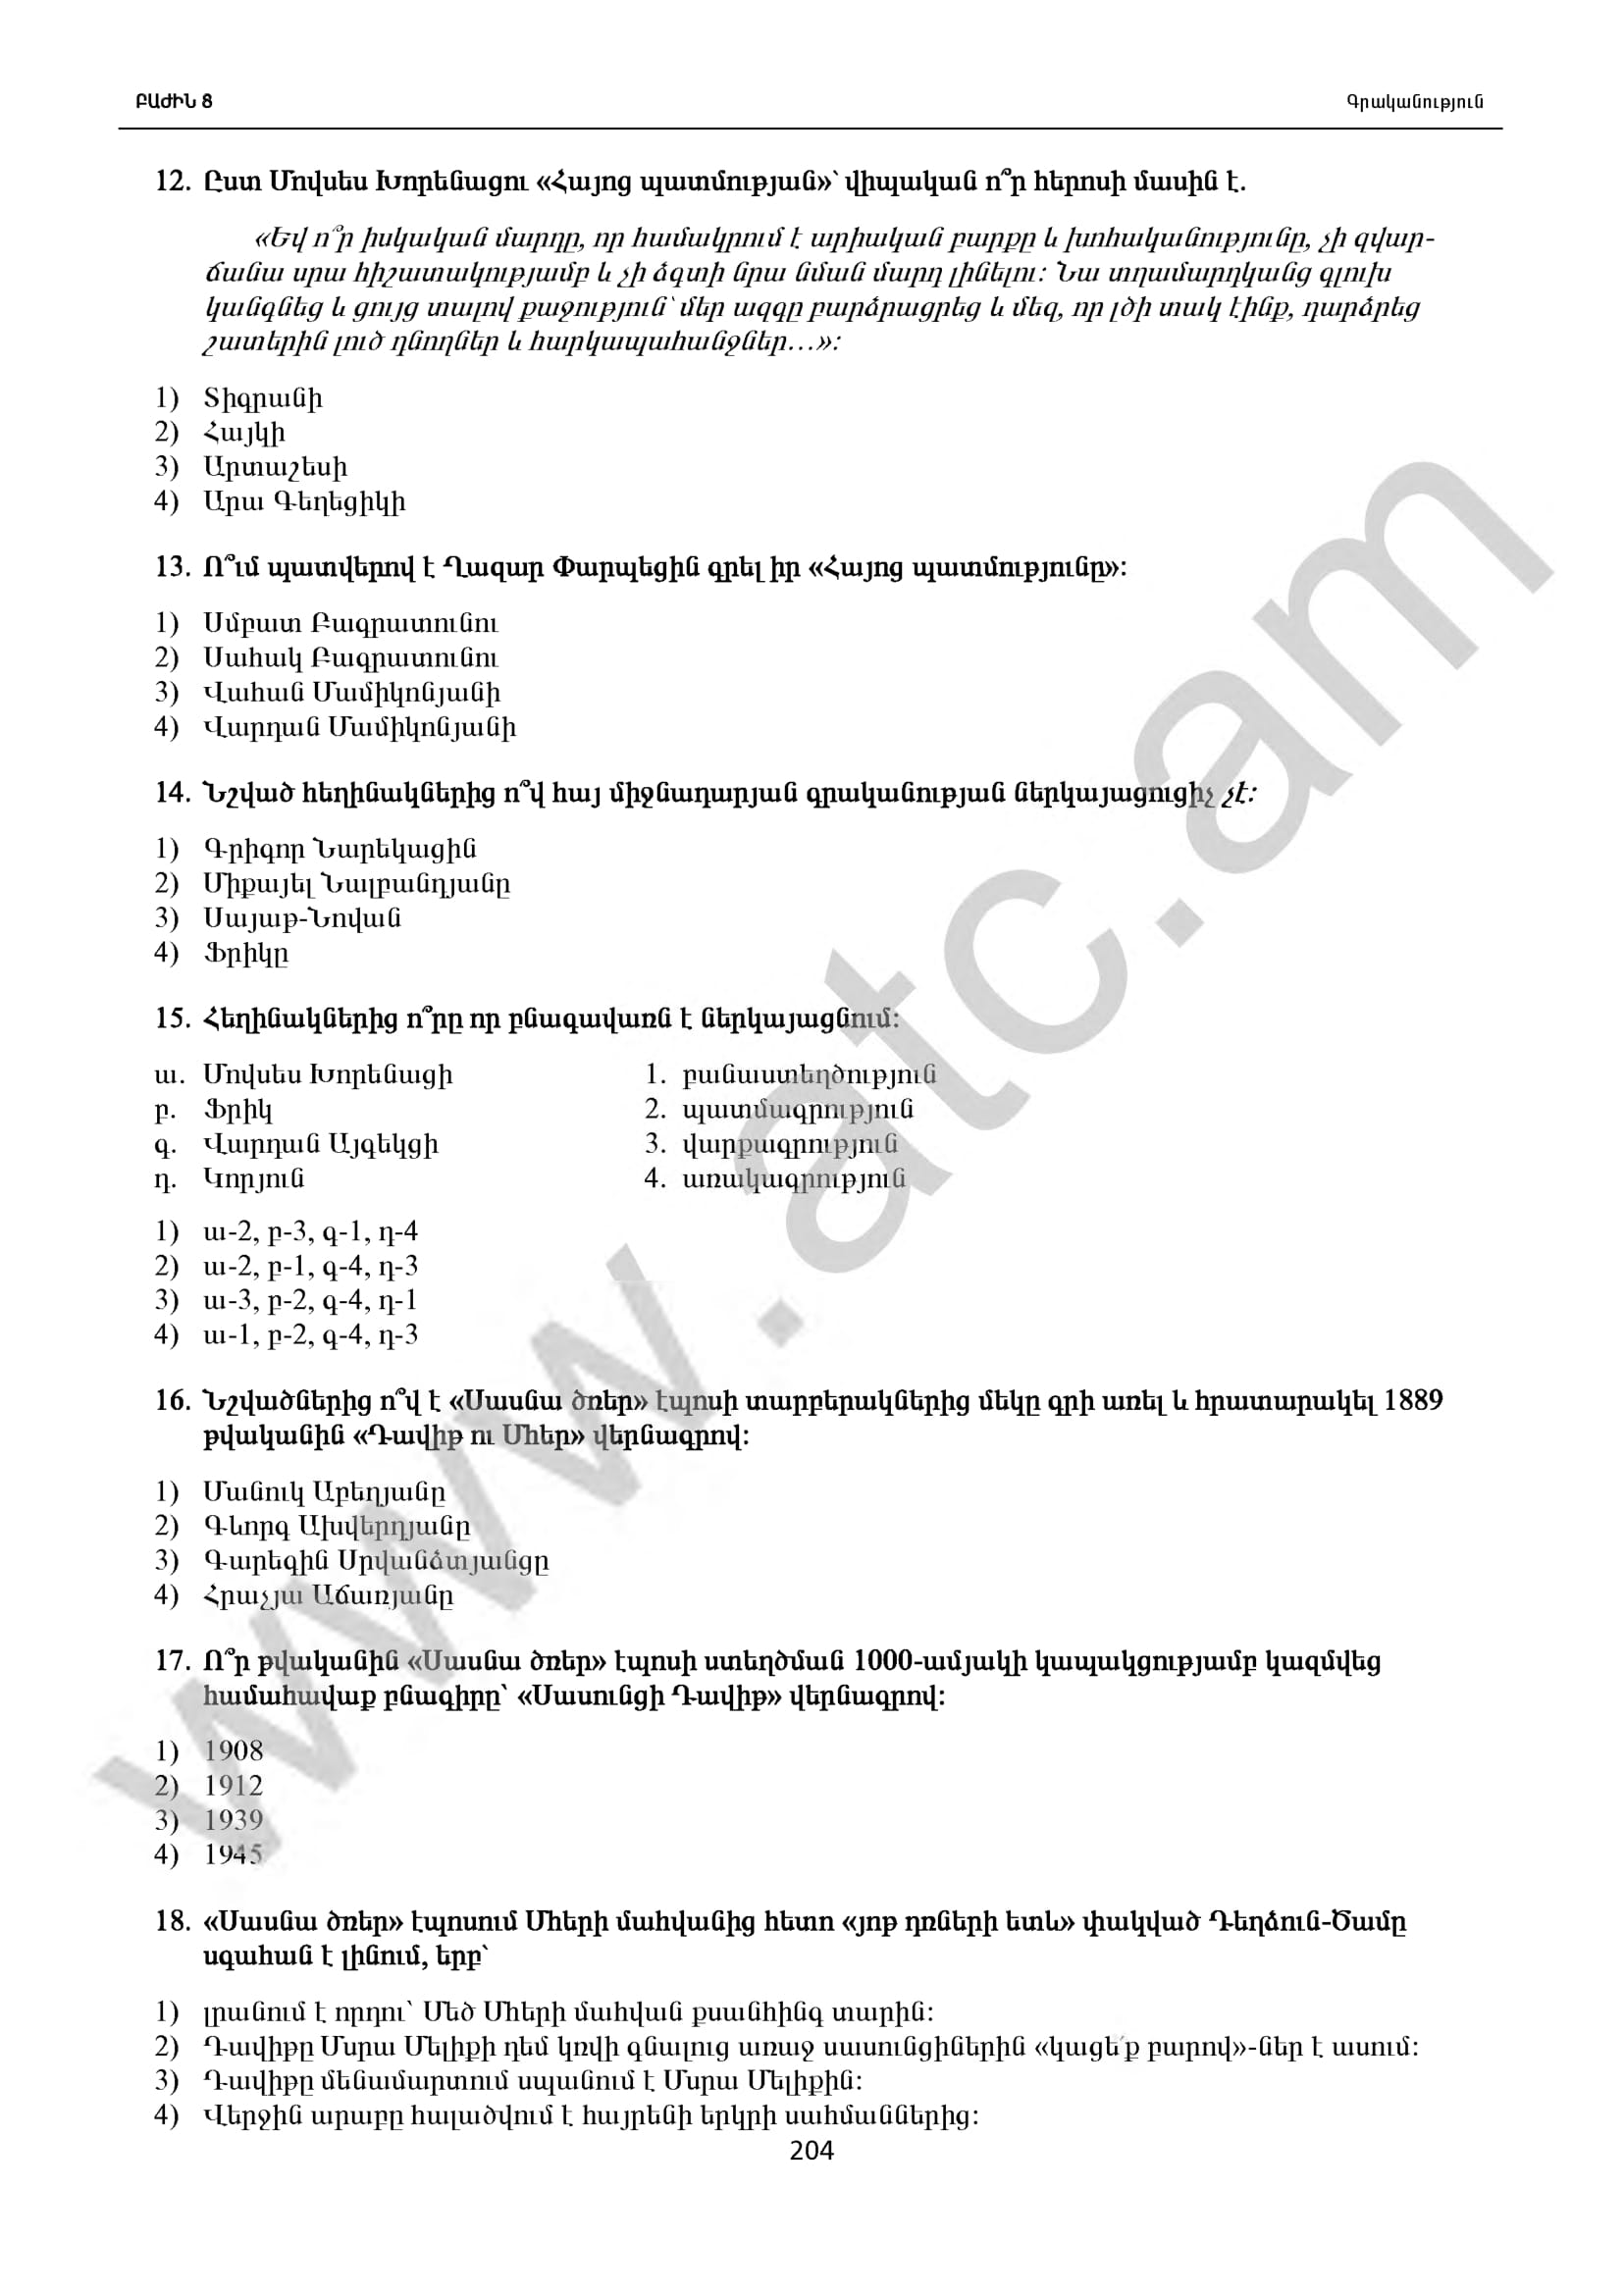 ԲԱԺԻՆ 8
Գրականություն
12. Ըստ Մովսես Խորենացու «Հայոց պատմության»՝ վիպական ո՞ր հերոսի մասին է.
«Եվ ո՞ր իսկական մարդը, որ համակրում է արիական բարքը և խոհականությունը, չի զվար-
ճանա սրա հիշատակությամբ և չի ձգտի նրա նման մարդ լինելու: Նա տղամարդկանց գլուխ
կանգնեց և ցույց տալով քաջություն՝ մեր ազգը բարձրացրեց և մեզ, որ լծի տակ էինք, դարձրեց
շատերին լուծ դնողներ և հարկապահանջներ...»:
1) Տիգրանի
2) Հայկի
3) Արտաշեսի
4) Արա Գեղեցիկի
13. Ո՞ւմ պատվերով է Ղազար Փարպեցին գրել իր «Հայոց պատմությունը»:
1) Սմբատ Բագրատունու
2) Սահակ Բագրատունու
3) Վահան Մամիկոնյանի
4) Վարդան Մամիկոնյանի
14. Նշված հեղինակներից ո՞վ հայ միջնադարյան գրականության ներկայացուցիչ չէ:
1) Գրիգոր Նարեկացին
2) Միքայել Նալբանդյանը
3) Սայաթ-Նովան
4) Ֆրիկը
15. Հեղինակներից ո՞րը որ բնագավառն է ներկայացնում:
ա. Մովսես Խորենացի 1. բանաստեղծություն
բ. Ֆրիկ 2. պատմագրություն
գ. Վարդան Այգեկցի 3. վարքագրություն
դ. Կորյուն 4. առակագրություն
1) ա-2, բ-3, գ-1, դ-4
2) ա-2, բ-1, գ-4, դ-3
3) ա-3, բ-2, գ-4, դ-1
4) ա-1, բ-2, գ-4, դ-3
16. Նշվածներից ո՞վ է «Սասնա ծռեր» էպոսի տարբերակներից մեկը գրի առել և հրատարակել 1889
թվականին «Դավիթ ու Մհեր» վերնագրով:
1) Մանուկ Աբեղյանը
2) Գևորգ Ախվերդյանը
3) Գարեգին Սրվանձտյանցը
4) Հրաչյա Աճառյանը
17. Ո՞ր թվականին «Սասնա ծռեր» էպոսի ստեղծման 1000-ամյակի կապակցությամբ կազմվեց
համահավաք բնագիրը՝ «Սասունցի Դավիթ» վերնագրով:
1) 1908
2) 1912
3) 1939
4) 1945
18. «Սասնա ծռեր» էպոսում Մհերի մահվանից հետո «յոթ դռների ետև» փակված Դեղձուն-Ծամը
սգահան է լինում, երբ՝
1) լրանում է որդու՝ Մեծ Մհերի մահվան քսանհինգ տարին:
2) Դավիթը Մսրա Մելիքի դեմ կռվի գնալուց առաջ սասունցիներին «կացե՛ք բարով»-ներ է ասում:
3) Դավիթը մենամարտում սպանում է Մսրա Մելիքին:
4) Վերջին արաբը հալածվում է հայրենի երկրի սահմաններից:
204
www.atc.am